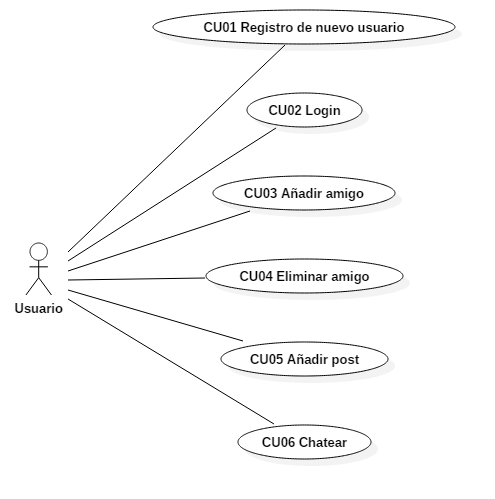 CU01 Registro de nuevo usuario
CU02 Login
CU03 Añadir amigo
CU04 Eliminar amigo
Usuario
CU05 Añadir post
CU06 Chatear